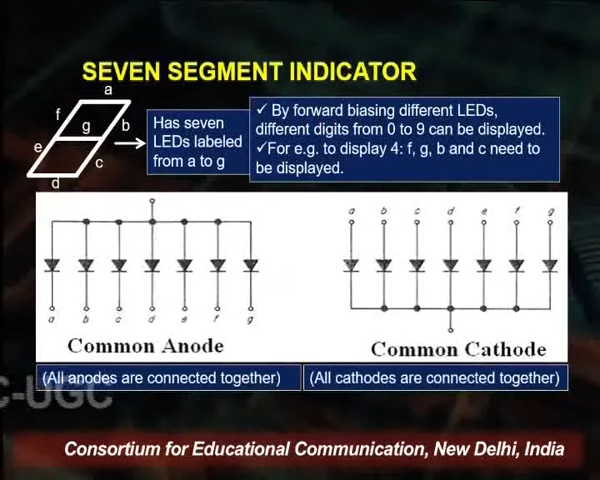 SEVEN SEGMENT INDICATOR
a
f
g
b
e
c
d
Has seven
LEDs labeled
from a to g
✓ By forward biasing different LEDs,
different digits from 0 to 9 can be displayed.
✓For e.g. to display 4: f, g, b and c need to
be displayed.
a b c d e f g
Common Anode
a b c d e f g
Common Cathode
(All anodes are connected together)
(All cathodes are connected together)
C-UGC
Consortium for Educational Communication, New Delhi, India